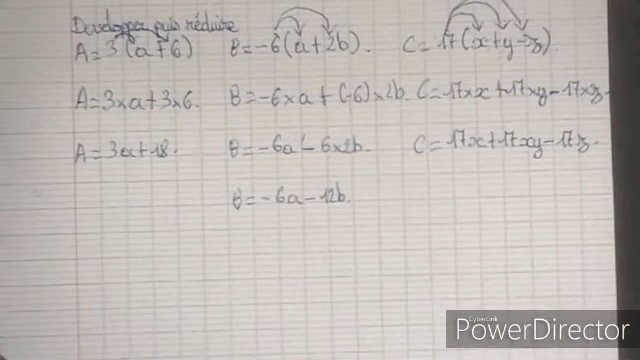 Developper puis réduire
A = 3(a+6) B = -6(a+2b). C = 17(x+y-z).
A = 3×a+3×6. B = -6×a+(-6)×2b. C = 17×x+17×y-17×z.
A = 3a+18. B = -6a-6×2b. C = 17x+17xy-17z.
B = -6a-12b.
CyberLink
PowerDirector